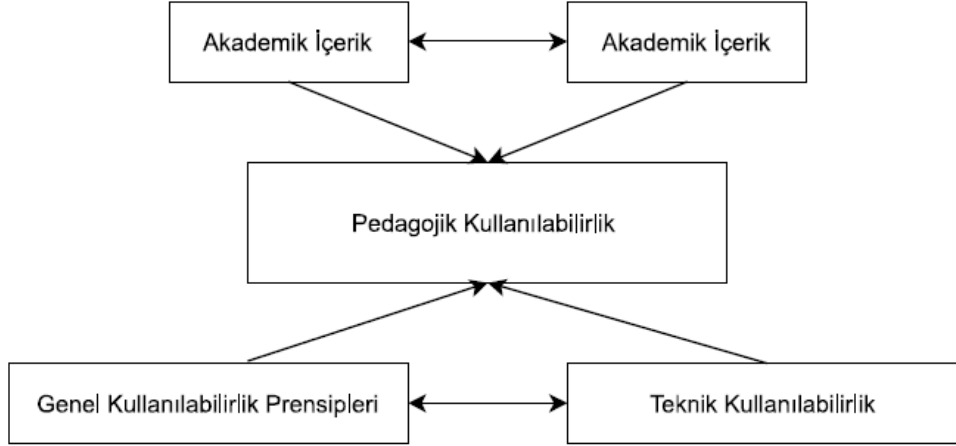 Akademik İçerik
Akademik İçerik
Pedagojik Kullanılabilirlik
Genel Kullanılabilirlik Prensipleri
Teknik Kullanılabilirlik